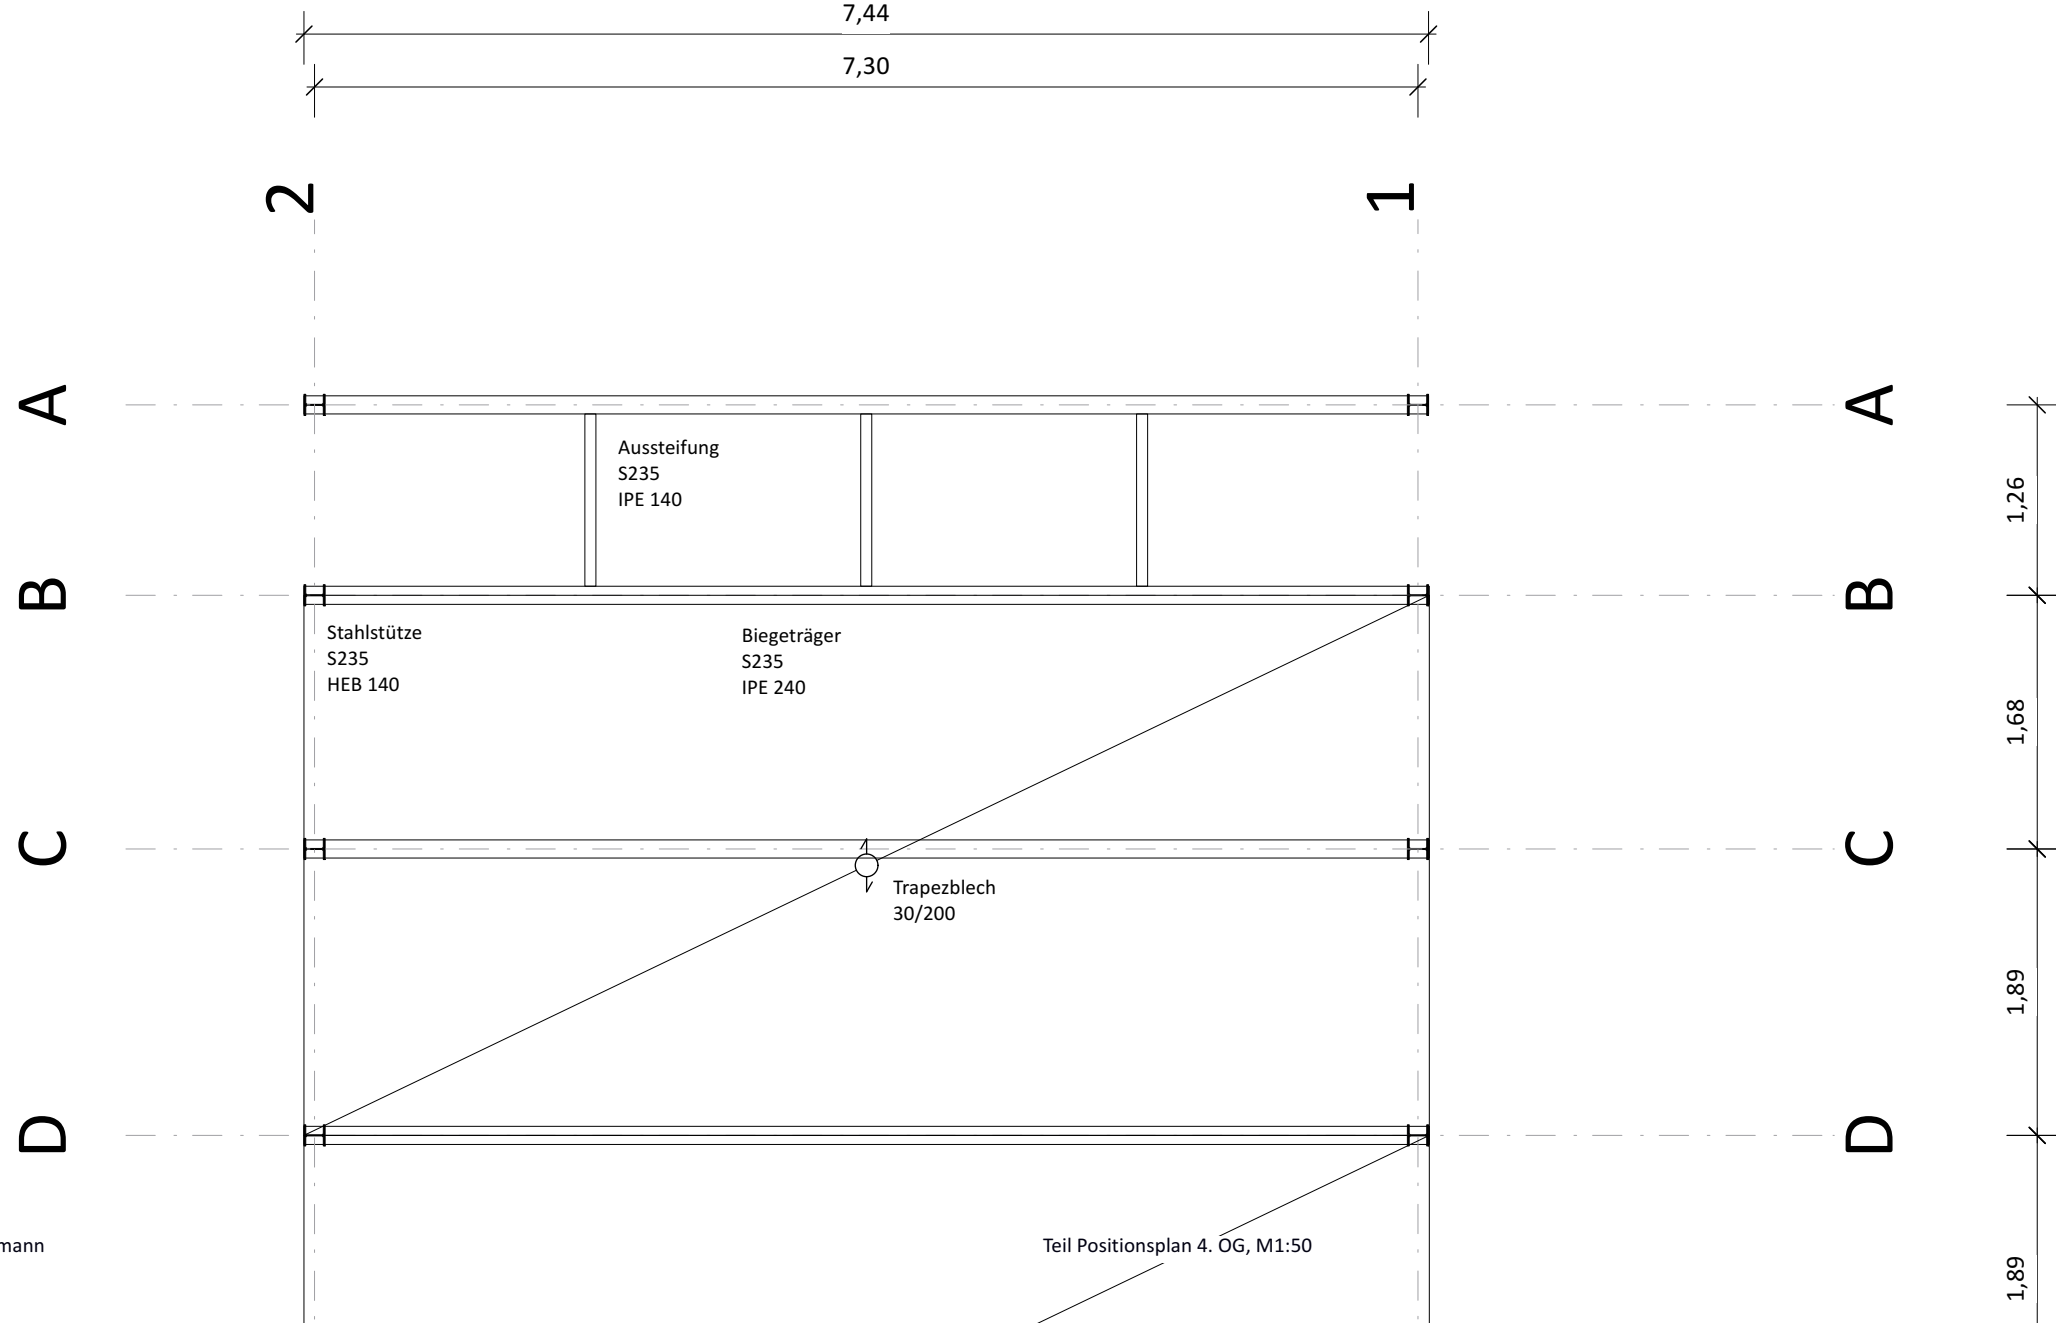 7,44
7,30
2
1
A
A
1,26
Aussteifung
S235
IPE 140
B
B
Stahlstütze
S235
HEB 140
Biegeträger
S235
IPE 240
1,68
C
C
Trapezblech
30/200
1,89
D
D
mann
Teil Positionsplan 4. OG, M1:50
1,89